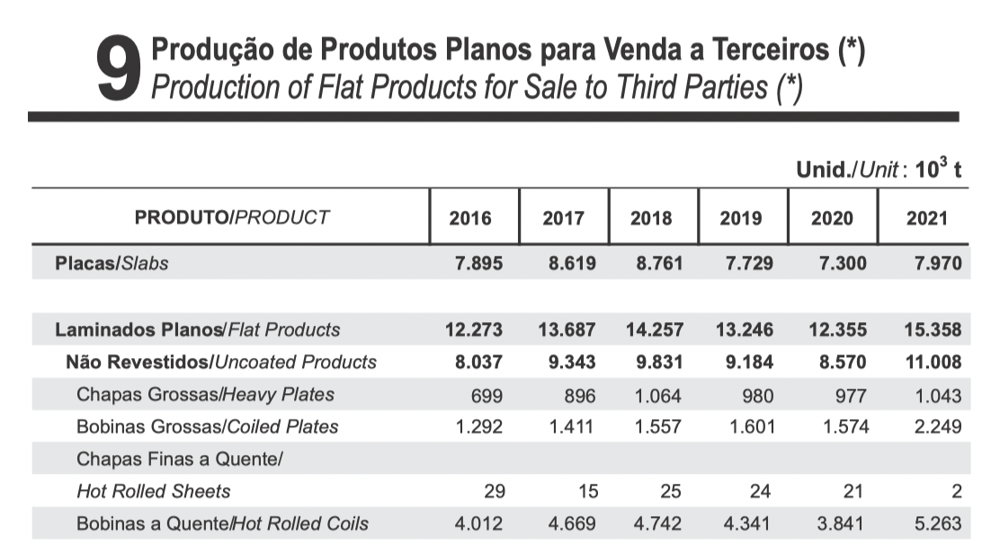 9
Produção de Produtos Planos para Venda a Terceiros (*)
Production of Flat Products for Sale to Third Parties (*)
Unid./Unit : 10³ t
PRODUTO/PRODUCT 2016 2017 2018 2019 2020 2021
Placas/Slabs 7.895 8.619 8.761 7.729 7.300 7.970
Laminados Planos/Flat Products 12.273 13.687 14.257 13.246 12.355 15.358
Não Revestidos/Uncoated Products 8.037 9.343 9.831 9.184 8.570 11.008
Chapas Grossas/Heavy Plates 699 896 1.064 980 977 1.043
Bobinas Grossas/Coiled Plates 1.292 1.411 1.557 1.601 1.574 2.249
Chapas Finas a Quente/
Hot Rolled Sheets 29 15 25 24 21 2
Bobinas a Quente/Hot Rolled Coils 4.012 4.669 4.742 4.341 3.841 5.263